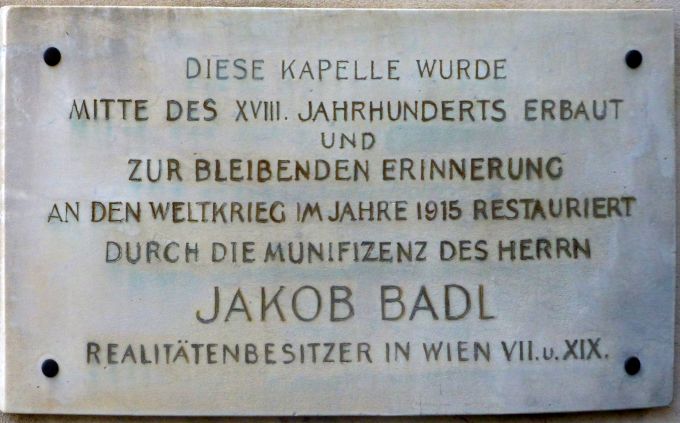 DIESE KAPELLE WURDE
MITTE DES XVIII. JAHRHUNDERTS ERBAUT
UND
ZUR BLEIBENDEN ERINNERUNG
AN DEN WELTKRIEG IM JAHRE 1915 RESTAURIERT
DURCH DIE MUNIFIZENZ DES HERRN
JAKOB BADL
REALITÄTENBESITZER IN WIEN VII. u. XIX.